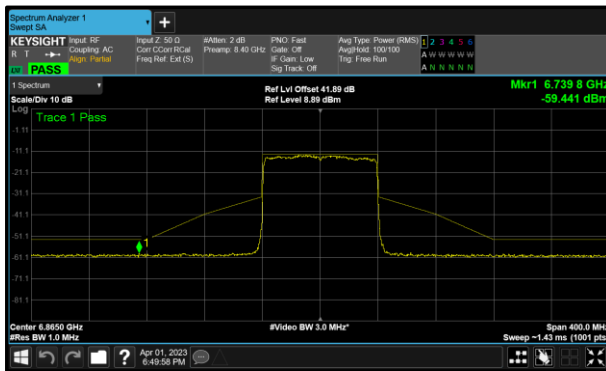 Spectrum Analyzer 1
Swept SA
KEYSIGHT Input: RF Input Z: 50 Ω #Atten: 2 dB PNO: Fast Avg Type: Power (RMS) 1 2 3 4 5 6
R T Coupling: AC Corr CCorr RCal Preamp: 8.40 GHz Gate: Off Avg|Hold: 100/100 A W W W W W
Align: Partial Freq Ref: Ext (S) IF Gain: Low Trig: Free Run
PASS Sig Track: Off A N N N N N
1 Spectrum Ref Lvl Offset 41.89 dB Mkr1 6.739 8 GHz
Scale/Div 10 dB Ref Level 8.89 dBm -59.441 dBm
Log
Trace 1 Pass
-1.11
-11.1
-21.1
-31.1
-41.1
-51.1
1
-61.1
-71.1
-81.1
Center 6.8650 GHz #Video BW 3.0 MHz* Span 400.0 MHz
#Res BW 1.0 MHz Sweep ~1.43 ms (1001 pts)
? Apr 01, 2023
6:49:58 PM